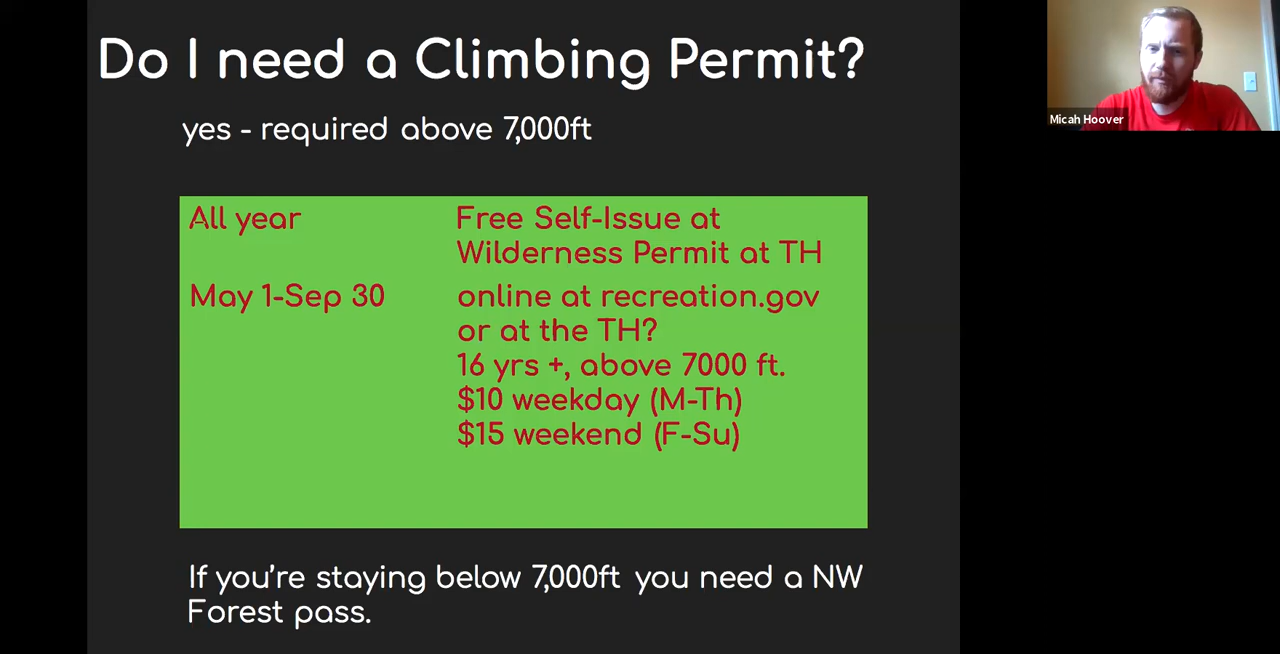 Do I need a Climbing Permit?
yes - required above 7,000ft
All year
Free Self-Issue at
Wilderness Permit at TH
May 1-Sep 30
online at recreation.gov
or at the TH?
16 yrs +, above 7000 ft.
$10 weekday (M-Th)
$15 weekend (F-Su)
If you're staying below 7,000ft you need a NW
Forest pass.
Micah Hoover